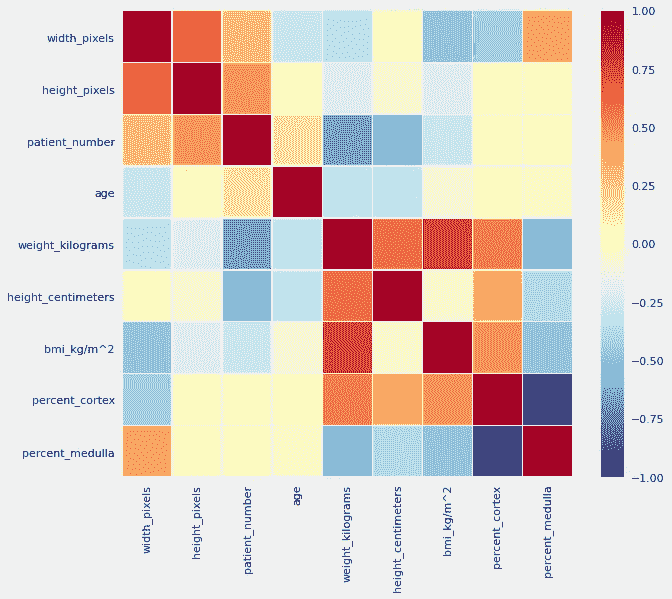 width_pixels
height_pixels
patient_number
age
weight_kilograms
height_centimeters
bmi_kg/m^2
percent_cortex
percent_medulla
width_pixels
height_pixels
patient_number
age
weight_kilograms
height_centimeters
bmi_kg/m^2
percent_cortex
percent_medulla
1.00
0.75
0.50
0.25
0.00
−0.25
−0.50
−0.75
−1.00